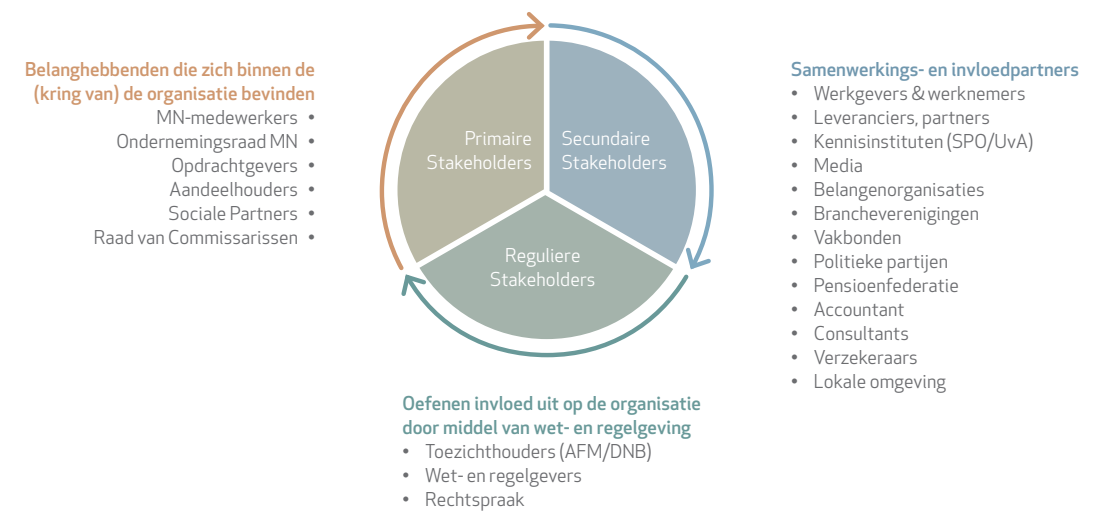 Belanghebbenden die zich binnen de
(kring van) de organisatie bevinden
MN-medewerkers •
Ondernemingsraad MN •
Opdrachtgevers •
Aandeelhouders •
Sociale Partners •
Raad van Commissarissen •
Primaire
Stakeholders
Secundaire
Stakeholders
Reguliere
Stakeholders
Samenwerkings- en invloedpartners
• Werkgevers & werknemers
• Leveranciers, partners
• Kennisinstituten (SPO/UvA)
• Media
• Belangenorganisaties
• Brancheverenigingen
• Vakbonden
• Politieke partijen
• Pensioenfederatie
• Accountant
• Consultants
• Verzekeraars
• Lokale omgeving
Oefenen invloed uit op de organisatie
door middel van wet- en regelgeving
• Toezichthouders (AFM/DNB)
• Wet- en regelgevers
• Rechtspraak